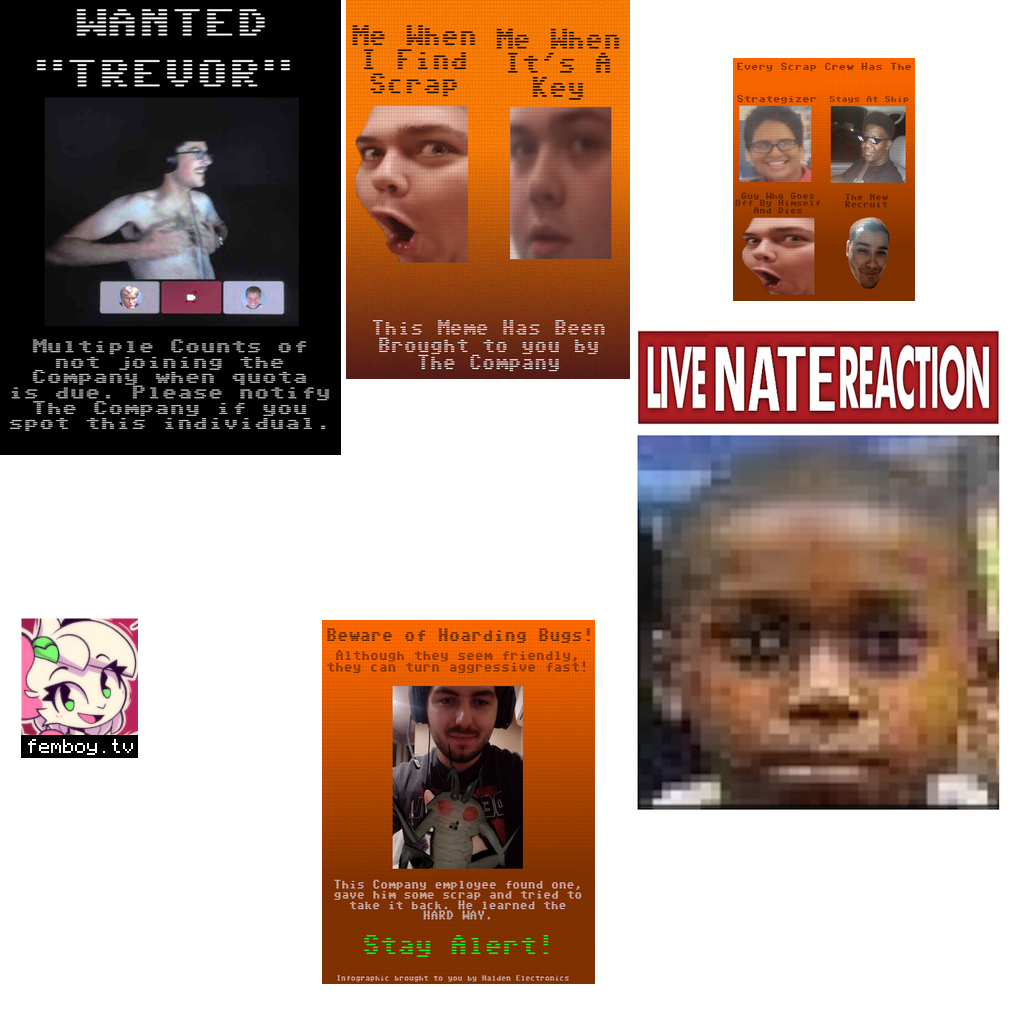 WANTED
"TREVOR"
Multiple Counts of
not joining the
Company when quota
is due. Please notify
The Company if you
spot this individual.
Me When
I Find
Scrap
Me When
It's A
Key
This Meme Has Been
Brought to you by
The Company
Every Scrap Crew Has The
Strategizer
Stays At Ship
Guy Who Goes
Off By Himself
And Dies
The New
Recruit
LIVE NATE REACTION
femboy.tv
Beware of Hoarding Bugs!
Although they seem friendly,
they can turn aggressive fast!
This Company employee found one,
gave him some scrap and tried to
take it back. He learned the
HARD WAY.
Stay Alert!
Infographic brought to you by Halden Electronics